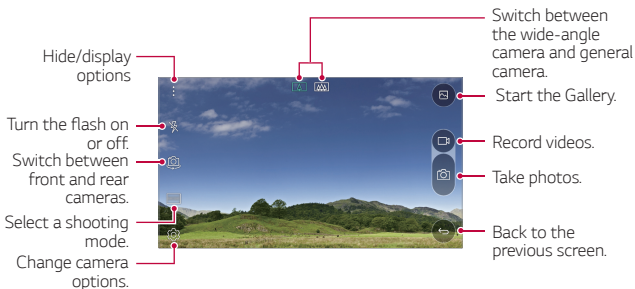 Hide/display
options
Turn the flash on
or off.
Switch between
front and rear
cameras.
Select a shooting
mode.
Change camera
options.
Switch between
the wide-angle
camera and general
camera.
Start the Gallery.
Record videos.
Take photos.
Back to the
previous screen.